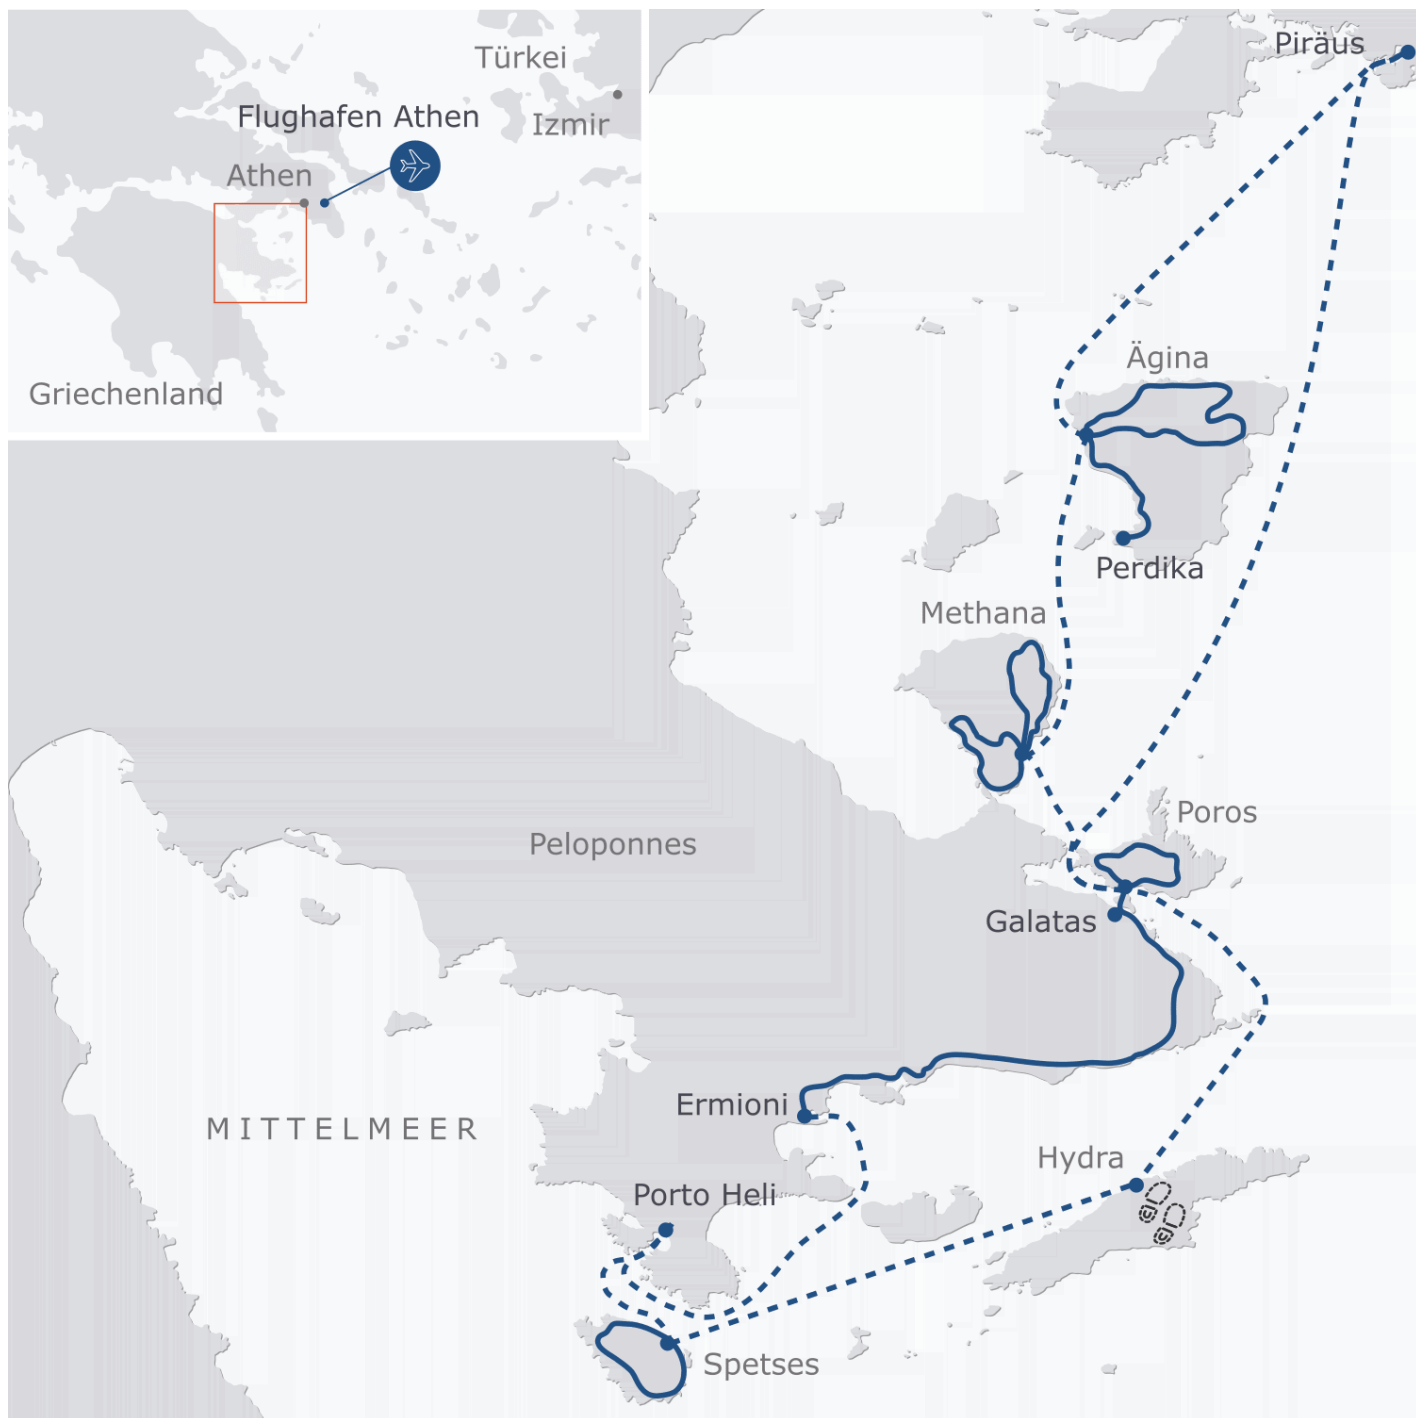 Türkei
Flughafen Athen
Izmir
Athen
Griechenland
Piräus
Ägina
Perdika
Methana
Poros
Peloponnes
Galatas
Ermioni
MITTELMEER
Hydra
Porto Heli
Spetses